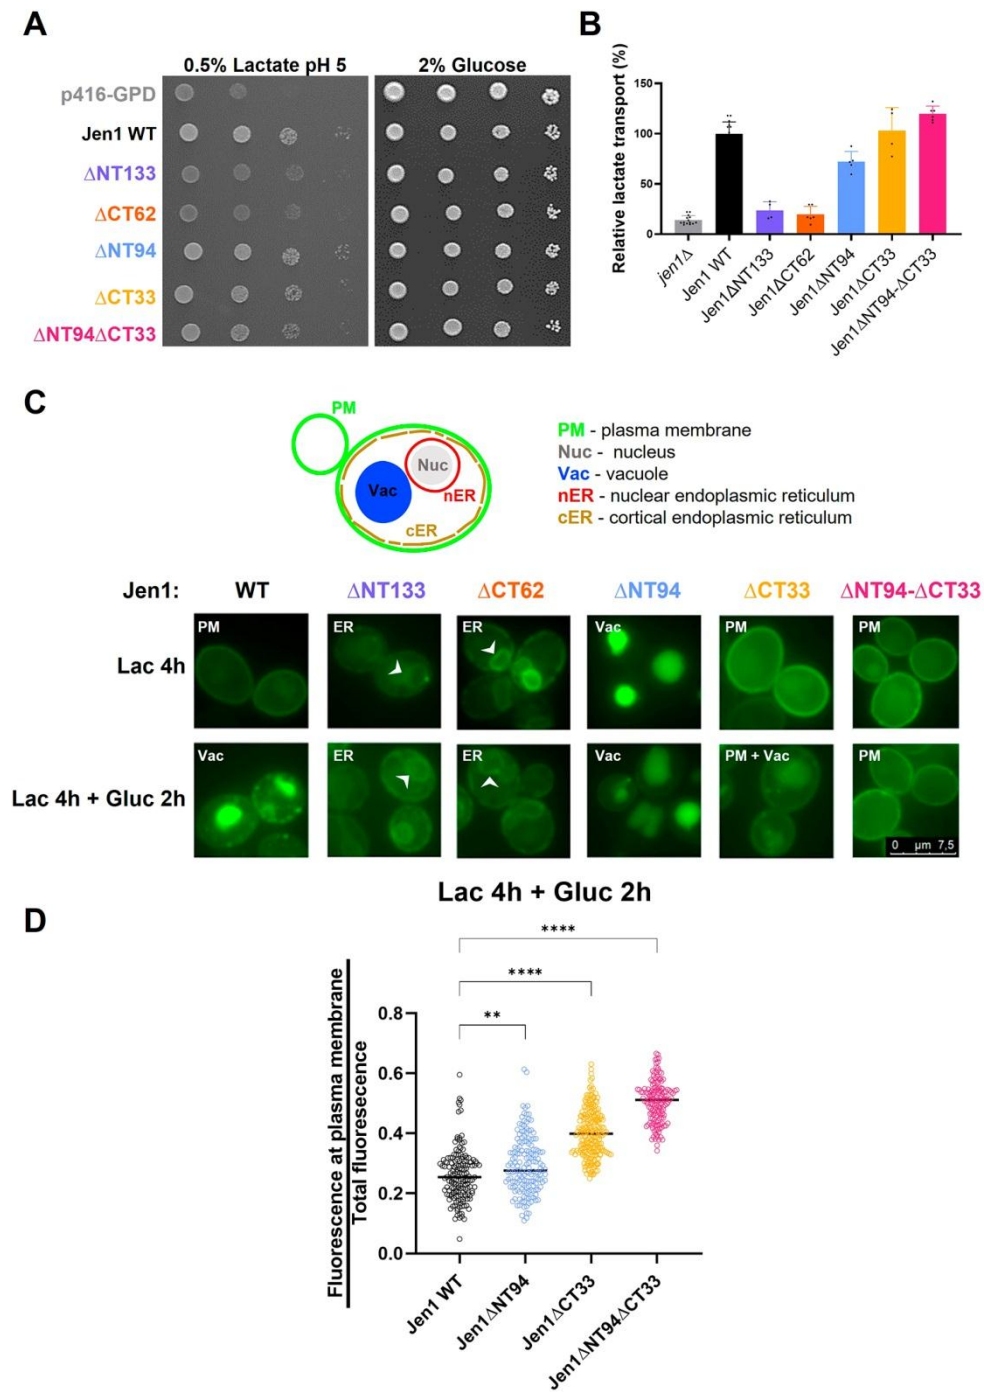 A
0.5% Lactate pH 5
2% Glucose
p416-GPD
Jen1 WT
ΔNT133
ΔCT62
ΔNT94
ΔCT33
ΔNT94ΔCT33
B
Relative lactate transport (%)
150
100
50
0
jen1Δ
Jen1 WT
Jen1ΔNT133
Jen1ΔCT62
Jen1ΔNT94
Jen1ΔCT33
Jen1ΔNT94-ΔCT33
C
PM
Nuc
Vac
nER
cER
PM - plasma membrane
Nuc - nucleus
Vac - vacuole
nER - nuclear endoplasmic reticulum
cER - cortical endoplasmic reticulum
Jen1: WT ΔNT133 ΔCT62 ΔNT94 ΔCT33 ΔNT94-ΔCT33
Lac 4h
PM ER ER Vac PM PM
Lac 4h + Gluc 2h
Vac ER ER Vac PM + Vac PM
0 µm 7,5
D
Lac 4h + Gluc 2h
****
****
**
Fluorescence at plasma membrane
Total fluorescence
0.8
0.6
0.4
0.2
0.0
Jen1 WT
Jen1ΔNT94
Jen1ΔCT33
Jen1ΔNT94ΔCT33